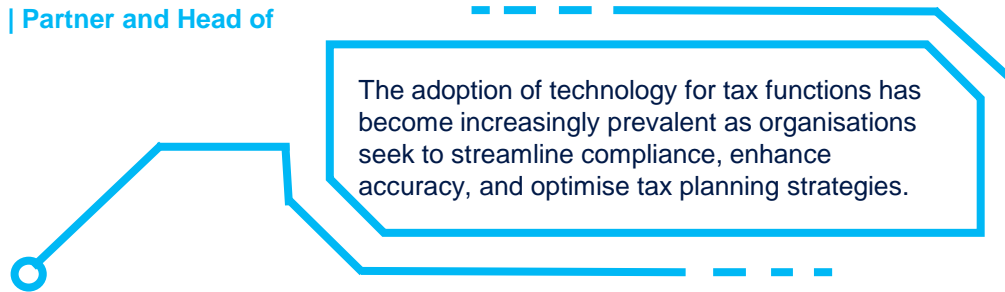 | Partner and Head of
The adoption of technology for tax functions has
become increasingly prevalent as organisations
seek to streamline compliance, enhance
accuracy, and optimise tax planning strategies.